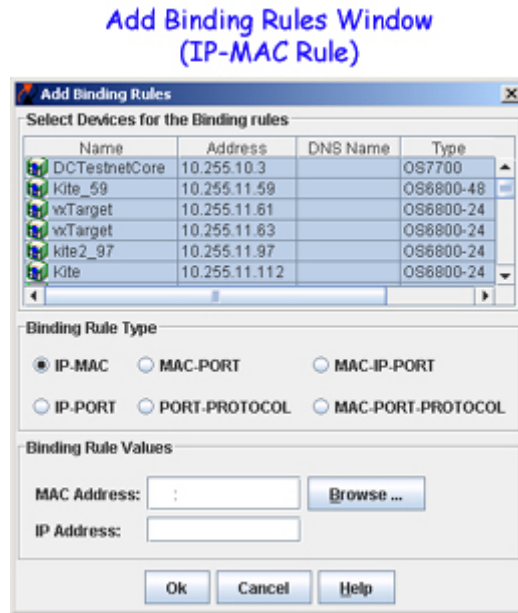 Add Binding Rules Window
(IP-MAC Rule)
Add Binding Rules
Select Devices for the Binding rules
Name Address DNS Name Type
DCTestnetCore 10.255.10.3 OS7700
Kite_59 10.255.11.59 OS6800-48
vxTarget 10.255.11.61 OS6800-24
vxTarget 10.255.11.63 OS6800-24
kite2_97 10.255.11.97 OS6800-24
Kite 10.255.11.112 OS6800-24
Binding Rule Type
IP-MAC MAC-PORT MAC-IP-PORT
IP-PORT PORT-PROTOCOL MAC-PORT-PROTOCOL
Binding Rule Values
MAC Address: : Browse ...
IP Address:
Ok Cancel Help